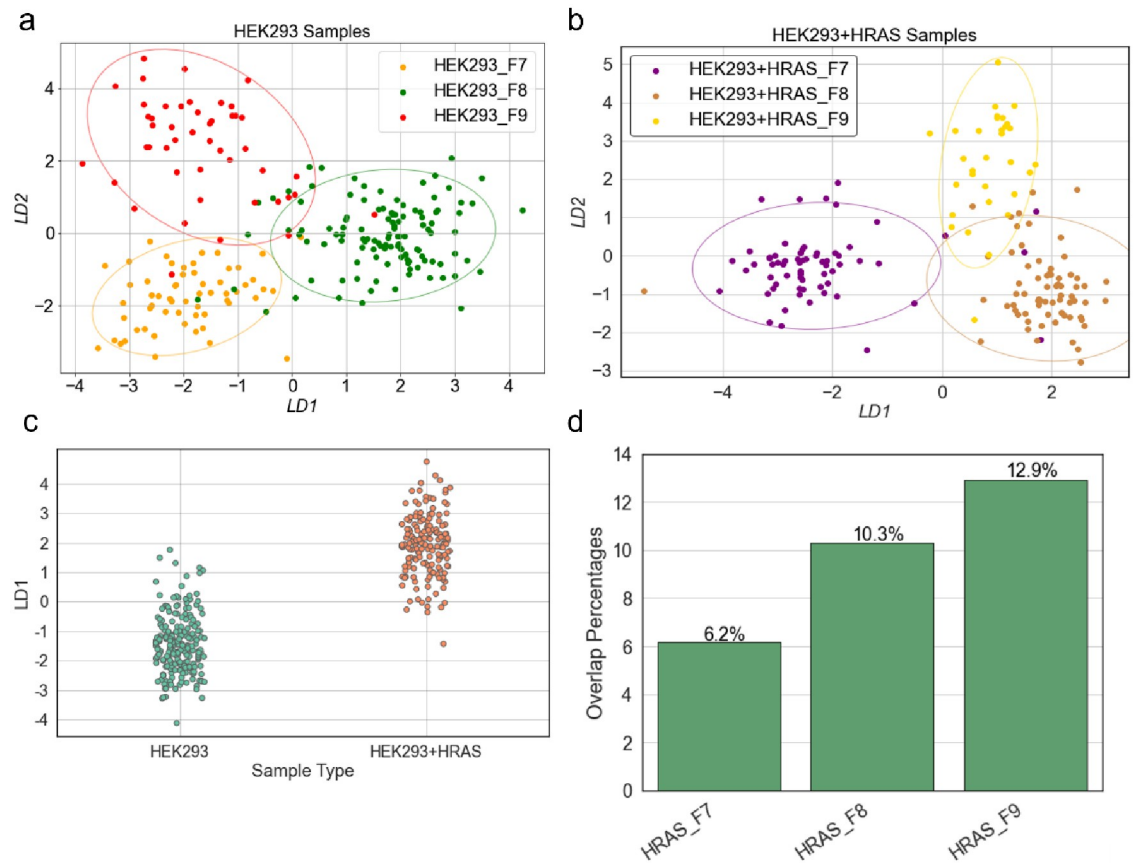 a
HEK293 Samples
HEK293_F7
HEK293_F8
HEK293_F9
4
2
0
−2
LD2
−4 −3 −2 −1 0 1 2 3 4
LD1
b
HEK293+HRAS Samples
HEK293+HRAS_F7
HEK293+HRAS_F8
HEK293+HRAS_F9
5
4
3
2
1
0
−1
−2
−3
LD2
−4 −2 0 2
LD1
c
4
3
2
1
0
-1
-2
-3
-4
LD1
HEK293 HEK293+HRAS
Sample Type
d
14
12
10
8
6
4
2
0
Overlap Percentages
6.2%
10.3%
12.9%
HRAS_F7 HRAS_F8 HRAS_F9